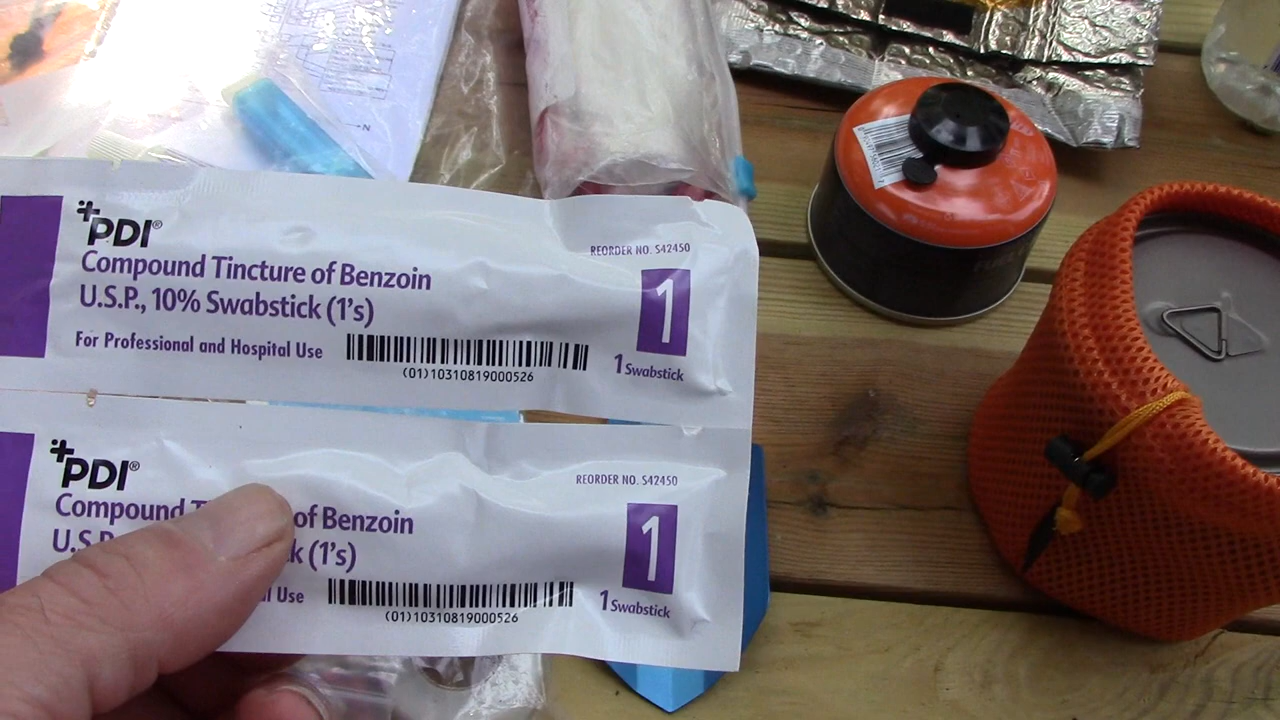 PDI®
REORDER NO. S42450
Compound Tincture of Benzoin
U.S.P., 10% Swabstick (1's)
1
For Professional and Hospital Use
(01)10310819000526
1 Swabstick
PDI®
REORDER NO. S42450
Compound of Benzoin
(1's)
1
Use
(01)10310819000526
1 Swabstick
N